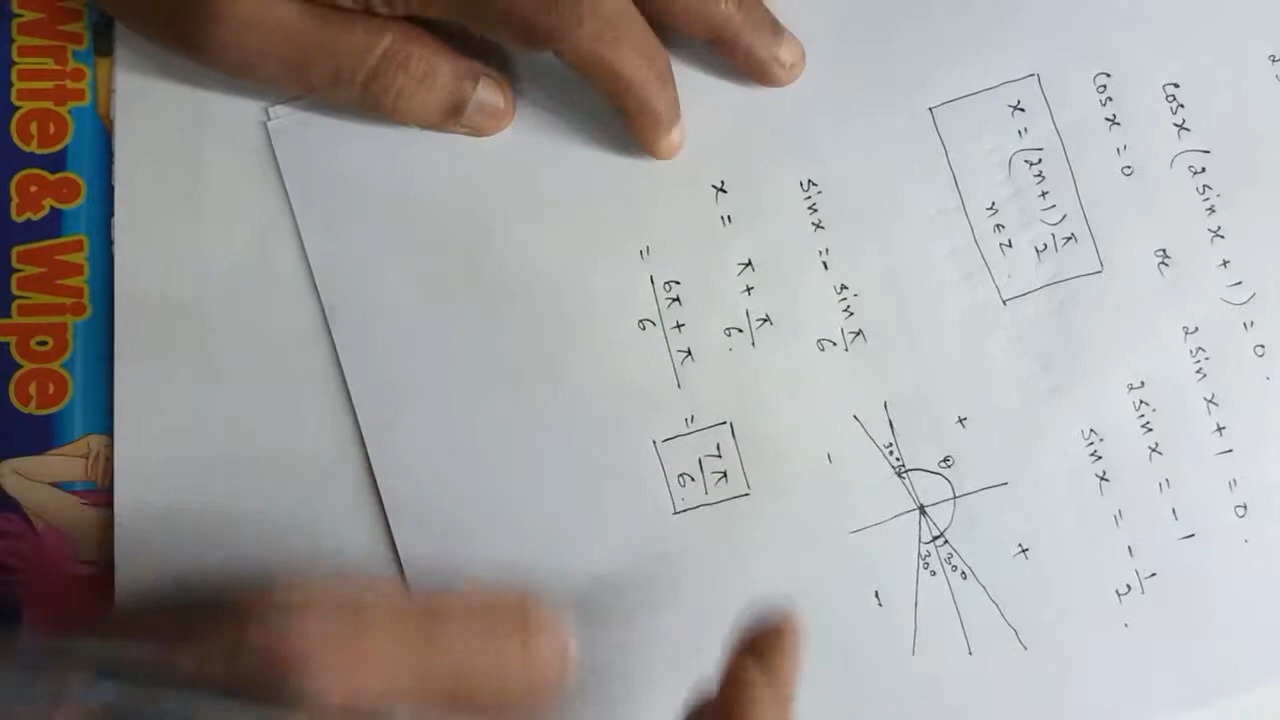 cos x (2 sin x + 1) = 0.
cos x = 0 or 2 sin x + 1 = 0.
2 sin x = -1
x = (2n+1) π/2
n ∈ Z.
sin x = - 1/2.
sin x = - sin π/6
+ +
θ
30° 30° 30°
- -
x = π + π/6.
= 6π + π / 6 = 7π/6.
Write & Wipe